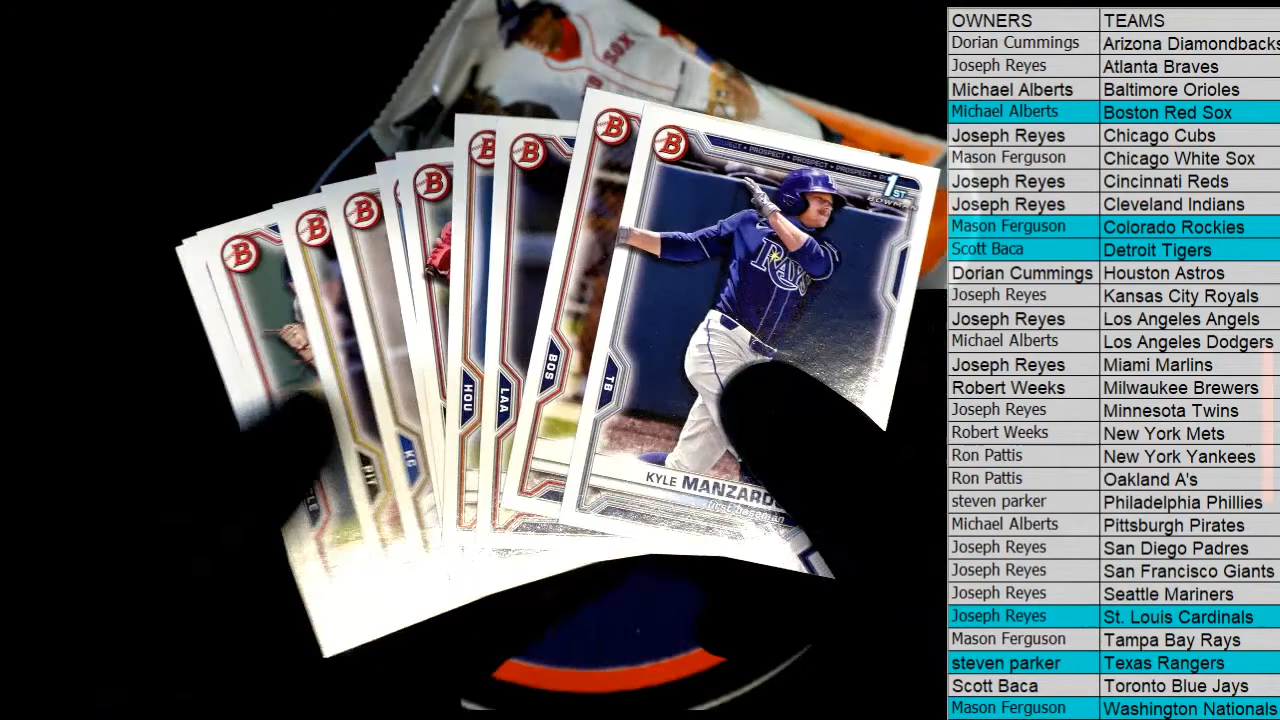 OWNERS TEAMS
Dorian Cummings Arizona Diamondbacks
Joseph Reyes Atlanta Braves
Michael Alberts Baltimore Orioles
Michael Alberts Boston Red Sox
Joseph Reyes Chicago Cubs
Mason Ferguson Chicago White Sox
Joseph Reyes Cincinnati Reds
Joseph Reyes Cleveland Indians
Mason Ferguson Colorado Rockies
Scott Baca Detroit Tigers
Dorian Cummings Houston Astros
Joseph Reyes Kansas City Royals
Joseph Reyes Los Angeles Angels
Michael Alberts Los Angeles Dodgers
Joseph Reyes Miami Marlins
Robert Weeks Milwaukee Brewers
Joseph Reyes Minnesota Twins
Robert Weeks New York Mets
Ron Pattis New York Yankees
Ron Pattis Oakland A's
steven parker Philadelphia Phillies
Michael Alberts Pittsburgh Pirates
Joseph Reyes San Diego Padres
Joseph Reyes San Francisco Giants
Joseph Reyes Seattle Mariners
Joseph Reyes St. Louis Cardinals
Mason Ferguson Tampa Bay Rays
steven parker Texas Rangers
Scott Baca Toronto Blue Jays
Mason Ferguson Washington Nationals
SOX
B
B
B
B
B
B
B
B
PROSPECT • PROSPECT • PROSPECT
1ST
BOWMAN
RAYS
PIT
KC
HOU
LAA
BOS
TB
KYLE MANZARDO
first baseman